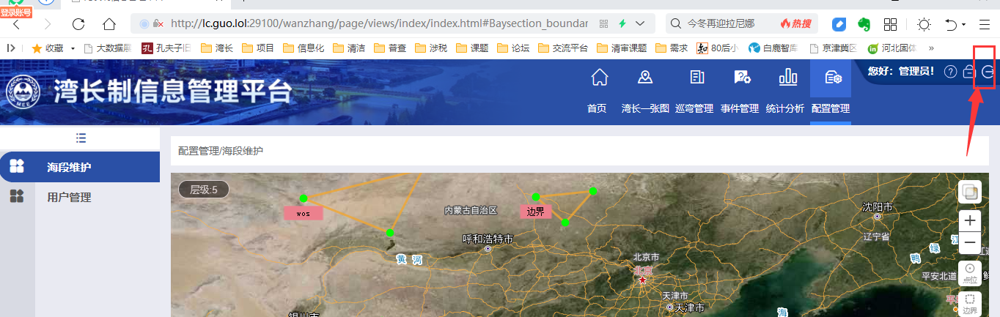 登录账号
http://lc.guo.lol:29100/wanzhang/page/views/index/index.html#Baysection_boundar
今冬再迎拉尼娜
热搜
收藏
大数据展
孔夫子旧
湾长
项目
信息化
清洁
普查
涉税
课题
论坛
交流平台
清审课题
需求
80后小
白鹿智库
京津黄区
河北固体
»
湾长制信息管理平台
MEE
首页
湾长一张图
巡弯管理
事件管理
统计分析
配置管理
您好：管理员！
海段维护
用户管理
配置管理/海段维护
层级:5
wos
边界
内蒙古自治区
呼和浩特市
黄 河
沈阳市
辽宁省
鸭 绿 江
北京市
北京
平安北道
天津市
天津市
海
银川市
点位
边界